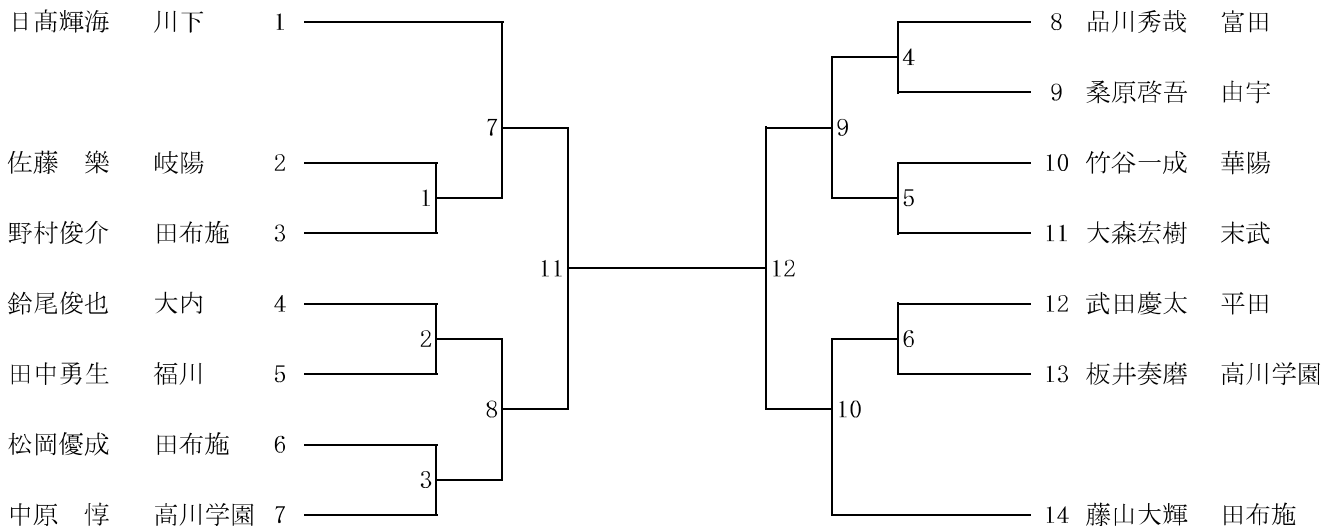 日髙輝海 川下 1
佐藤 樂 岐陽 2
野村俊介 田布施 3
鈴尾俊也 大内 4
田中勇生 福川 5
松岡優成 田布施 6
中原 惇 高川学園 7
7
1
11
2
8
3
8 品川秀哉 富田
9 桑原啓吾 由宇
10 竹谷一成 華陽
11 大森宏樹 末武
12 武田慶太 平田
13 板井奏磨 高川学園
14 藤山大輝 田布施
4
9
5
12
6
10